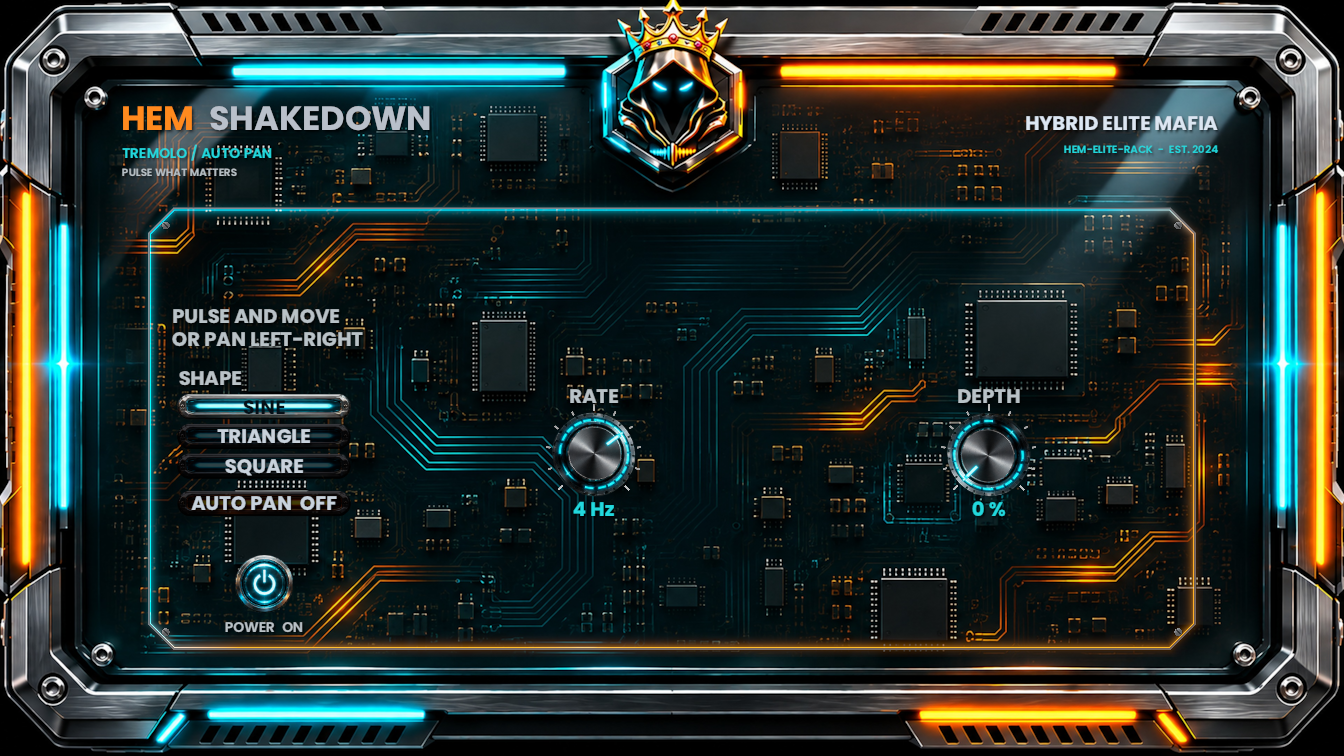 HEM SHAKEDOWN
TREMOLO / AUTO PAN
PULSE WHAT MATTERS
HYBRID ELITE MAFIA
HEM-ELITE-RACK - EST. 2024
PULSE AND MOVE
OR PAN LEFT-RIGHT
SHAPE
SINE
TRIANGLE
SQUARE
AUTO PAN OFF
POWER ON
RATE
4 Hz
DEPTH
0 %